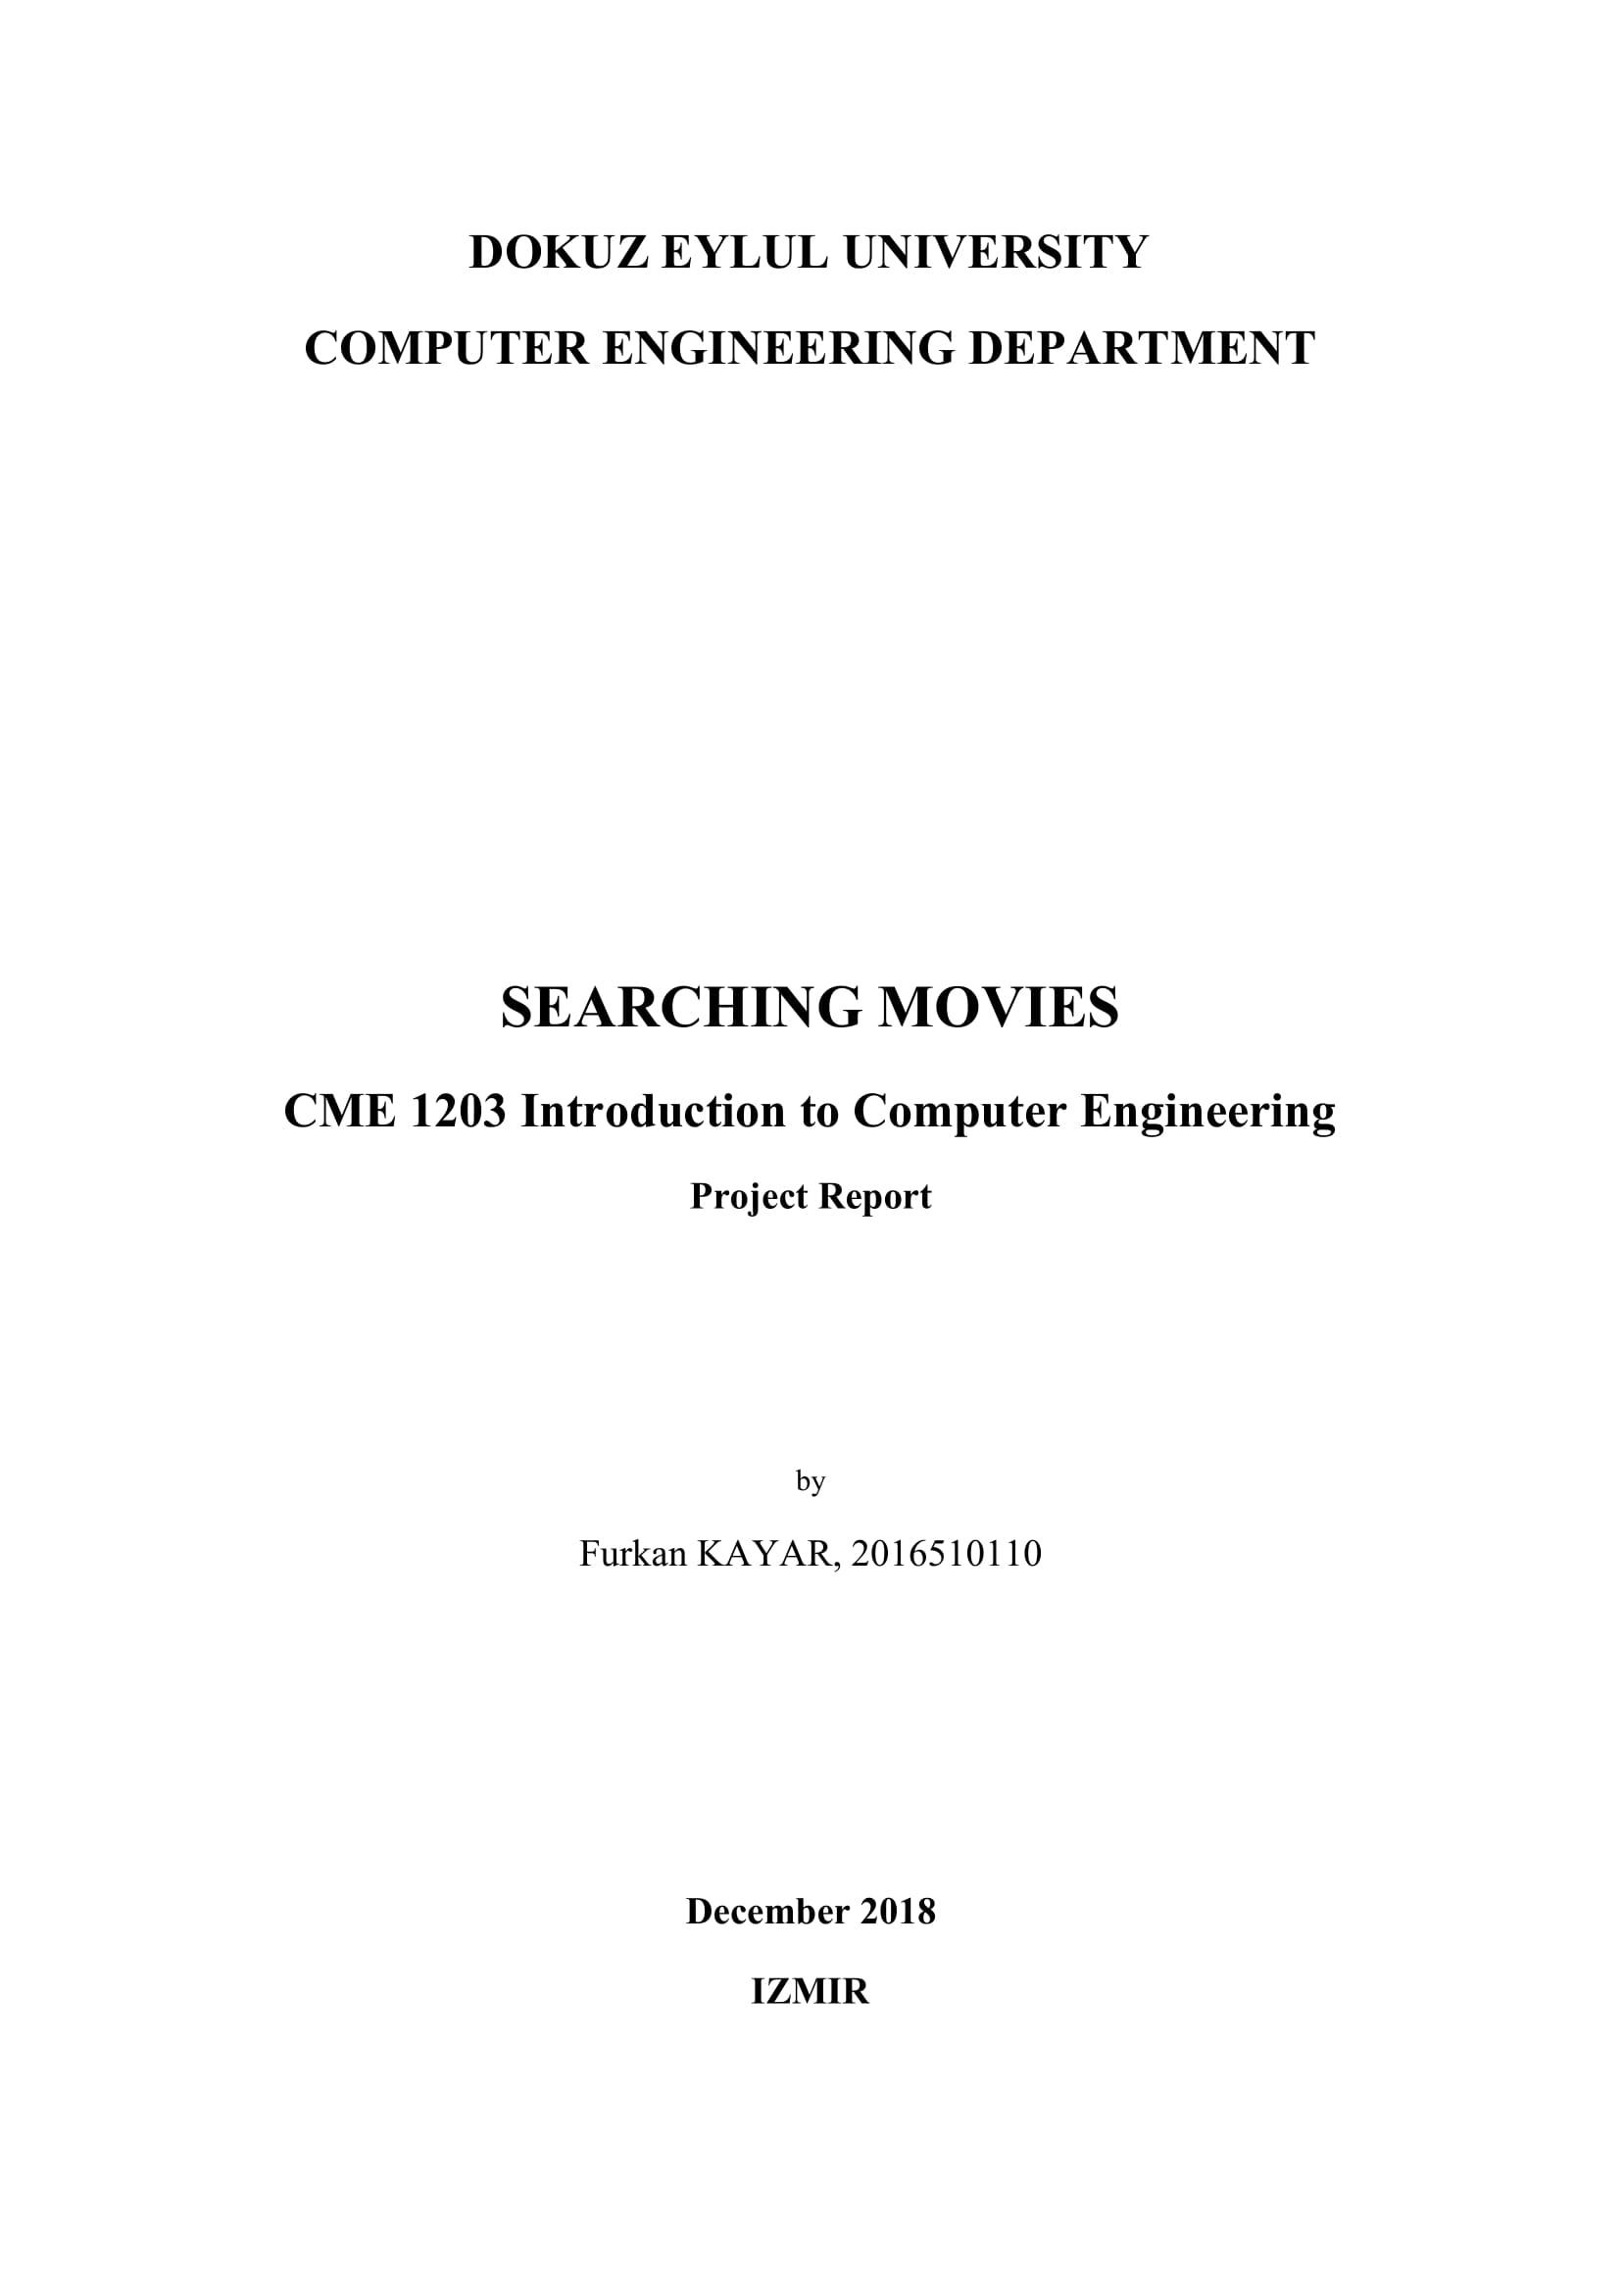 DOKUZ EYLUL UNIVERSITY
COMPUTER ENGINEERING DEPARTMENT
SEARCHING MOVIES
CME 1203 Introduction to Computer Engineering
Project Report
by
Furkan KAYAR, 2016510110
December 2018
IZMIR